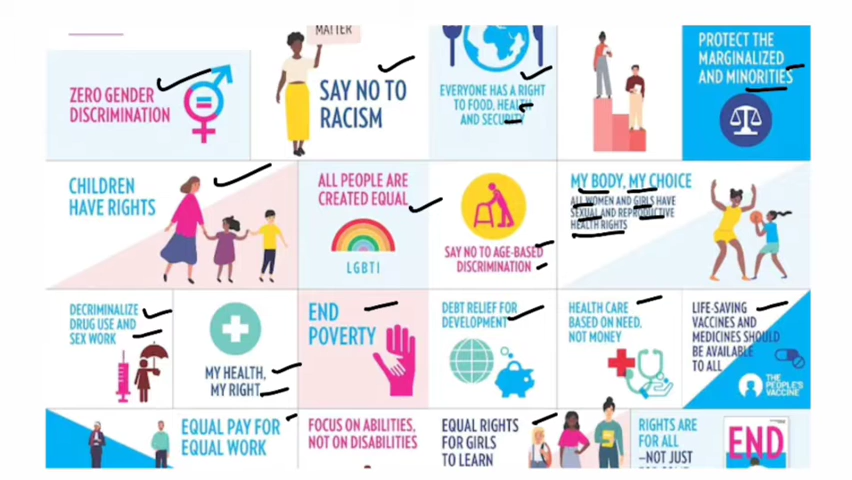 MATTER
ZERO GENDER
DISCRIMINATION
SAY NO TO
RACISM
EVERYONE HAS A RIGHT
TO FOOD, HEALTH
AND SECURITY
PROTECT THE
MARGINALIZED
AND MINORITIES
CHILDREN
HAVE RIGHTS
ALL PEOPLE ARE
CREATED EQUAL
LGBTI
SAY NO TO AGE-BASED
DISCRIMINATION
MY BODY, MY CHOICE
ALL WOMEN AND GIRLS HAVE
SEXUAL AND REPRODUCTIVE
HEALTH RIGHTS
DECRIMINALIZE
DRUG USE AND
SEX WORK
MY HEALTH,
MY RIGHT
END
POVERTY
DEBT RELIEF FOR
DEVELOPMENT
HEALTH CARE
BASED ON NEED,
NOT MONEY
LIFE-SAVING
VACCINES AND
MEDICINES SHOULD
BE AVAILABLE
TO ALL
THE
PEOPLE'S
VACCINE
EQUAL PAY FOR
EQUAL WORK
FOCUS ON ABILITIES,
NOT ON DISABILITIES
EQUAL RIGHTS
FOR GIRLS
TO LEARN
RIGHTS ARE
FOR ALL
–NOT JUST
END